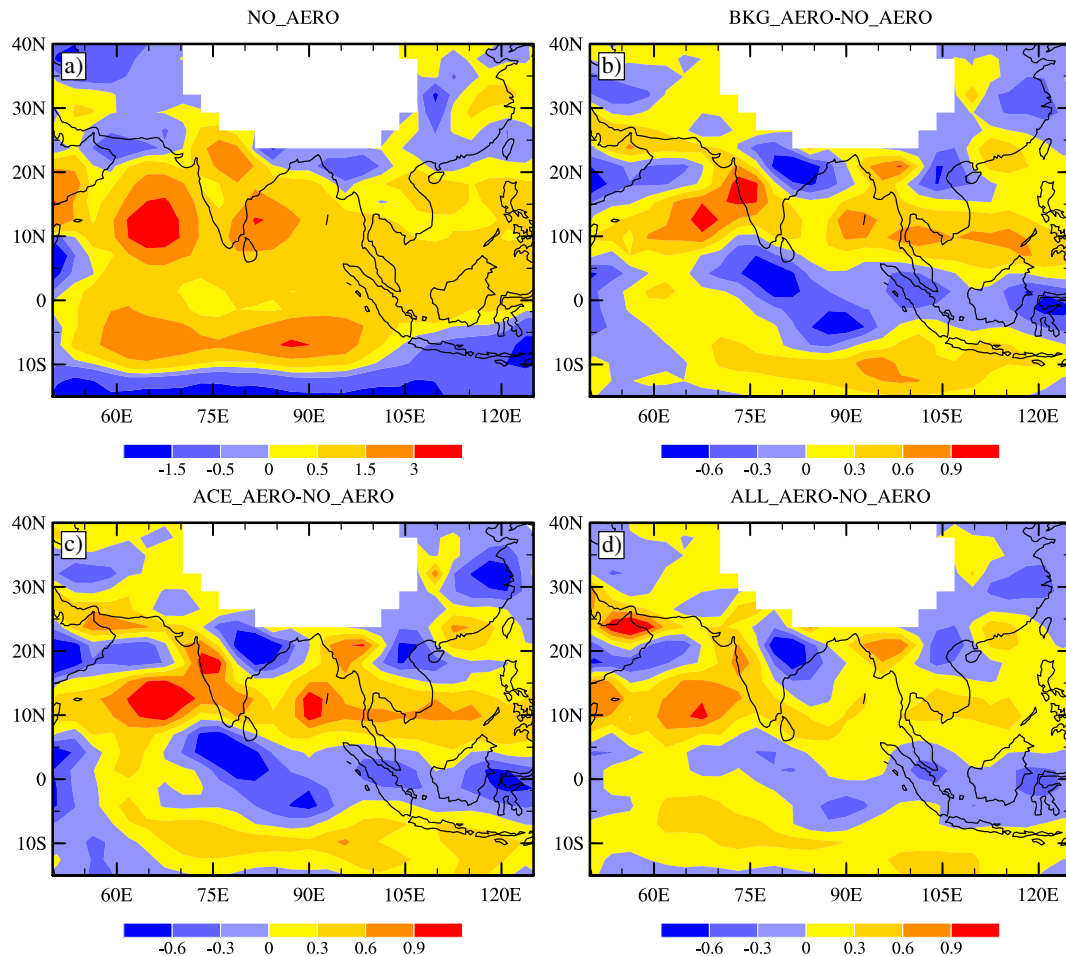 NO_AERO
BKG_AERO-NO_AERO
40N
a)
40N
b)
30N
30N
20N
20N
10N
10N
0
0
10S
10S
60E 75E 90E 105E 120E
60E 75E 90E 105E 120E
-1.5 -0.5 0 0.5 1.5 3
-0.6 -0.3 0 0.3 0.6 0.9
ACE_AERO-NO_AERO
ALL_AERO-NO_AERO
40N
c)
40N
d)
30N
30N
20N
20N
10N
10N
0
0
10S
10S
60E 75E 90E 105E 120E
60E 75E 90E 105E 120E
-0.6 -0.3 0 0.3 0.6 0.9
-0.6 -0.3 0 0.3 0.6 0.9